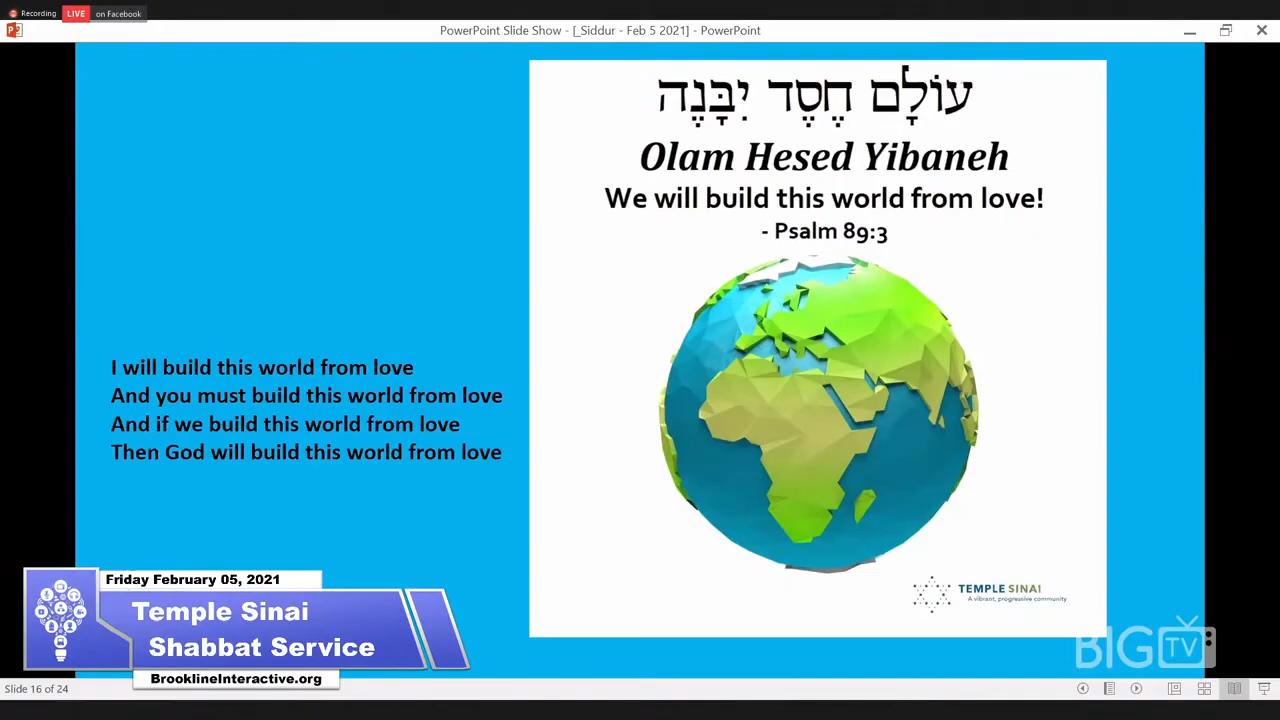 Recording
LIVE on Facebook
PowerPoint Slide Show - [_Siddur - Feb 5 2021] - PowerPoint
עוֹלָם חֶסֶד יִבָּנֶה
Olam Hesed Yibaneh
We will build this world from love!
- Psalm 89:3
I will build this world from love
And you must build this world from love
And if we build this world from love
Then God will build this world from love
TEMPLE SINAI
A vibrant, progressive community
Friday February 05, 2021
Temple Sinai
Shabbat Service
BrooklineInteractive.org
BIG TV
Slide 16 of 24